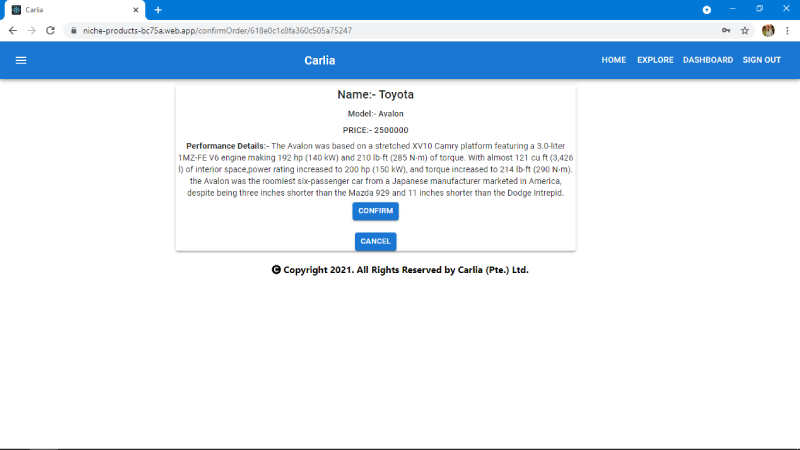 Carlia
niche-products-bc75a.web.app/confirmOrder/618e0c1c8fa360c505a75247
Carlia
HOME EXPLORE DASHBOARD SIGN OUT
Name:- Toyota
Model:- Avalon
PRICE:- 2500000
Performance Details:- The Avalon was based on a stretched XV10 Camry platform featuring a 3.0-liter
1MZ-FE V6 engine making 192 hp (140 kW) and 210 lb-ft (285 N·m) of torque. With almost 121 cu ft (3,426
l) of interior space,power rating increased to 200 hp (150 kW), and torque increased to 214 lb-ft (290 N·m).
the Avalon was the roomiest six-passenger car from a Japanese manufacturer marketed in America,
despite being three inches shorter than the Mazda 929 and 11 inches shorter than the Dodge Intrepid.
CONFIRM
CANCEL
© Copyright 2021. All Rights Reserved by Carlia (Pte.) Ltd.